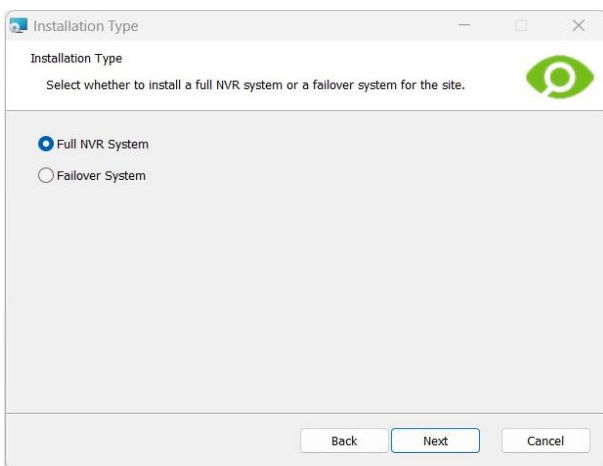 Installation Type
Installation Type
Select whether to install a full NVR system or a failover system for the site.
Full NVR System
Failover System
Back Next Cancel